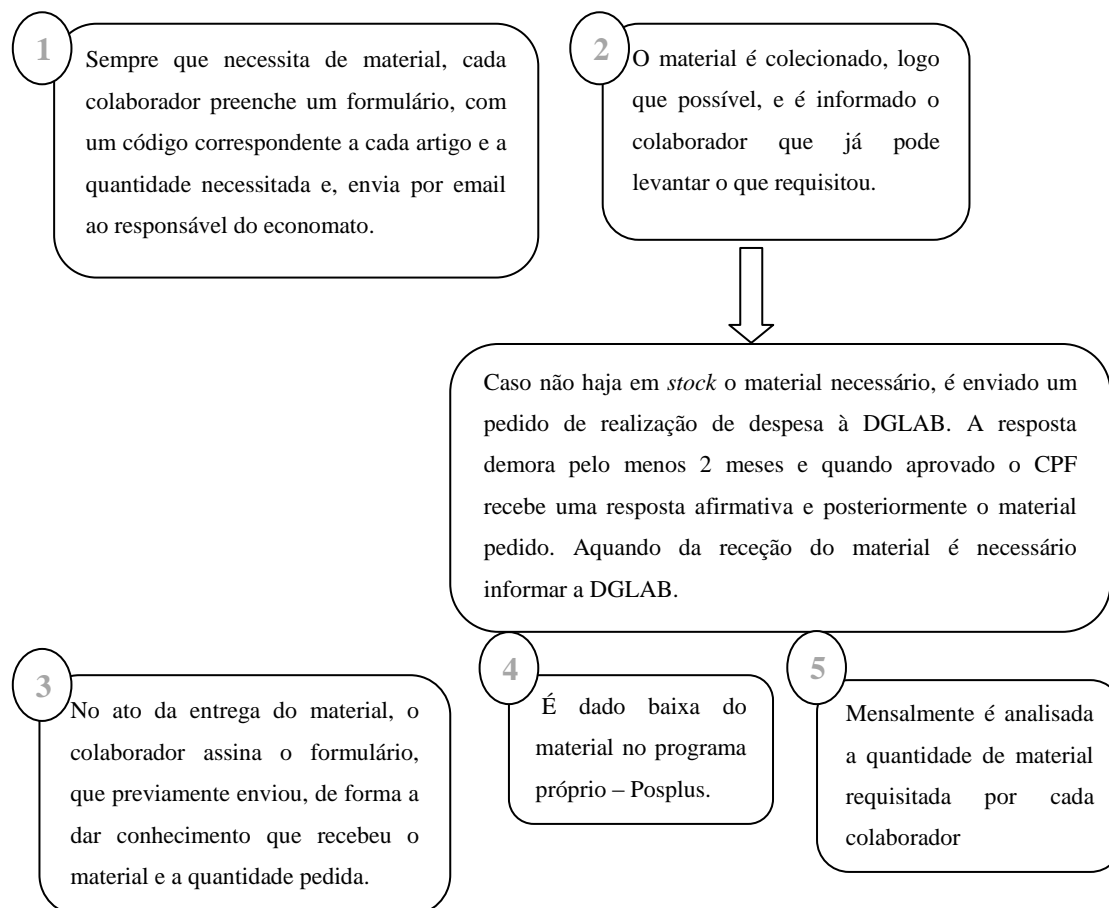 1
Sempre que necessita de material, cada
colaborador preenche um formulário, com
um código correspondente a cada artigo e a
quantidade necessitada e, envia por email
ao responsável do economato.
2
O material é colecionado, logo
que possível, e é informado o
colaborador que já pode
levantar o que requisitou.
Caso não haja em stock o material necessário, é enviado um
pedido de realização de despesa à DGLAB. A resposta
demora pelo menos 2 meses e quando aprovado o CPF
recebe uma resposta afirmativa e posteriormente o material
pedido. Aquando da receção do material é necessário
informar a DGLAB.
3
No ato da entrega do material, o
colaborador assina o formulário,
que previamente enviou, de forma a
dar conhecimento que recebeu o
material e a quantidade pedida.
4
É dado baixa do
material no programa
próprio – Posplus.
5
Mensalmente é analisada
a quantidade de material
requisitada por cada
colaborador